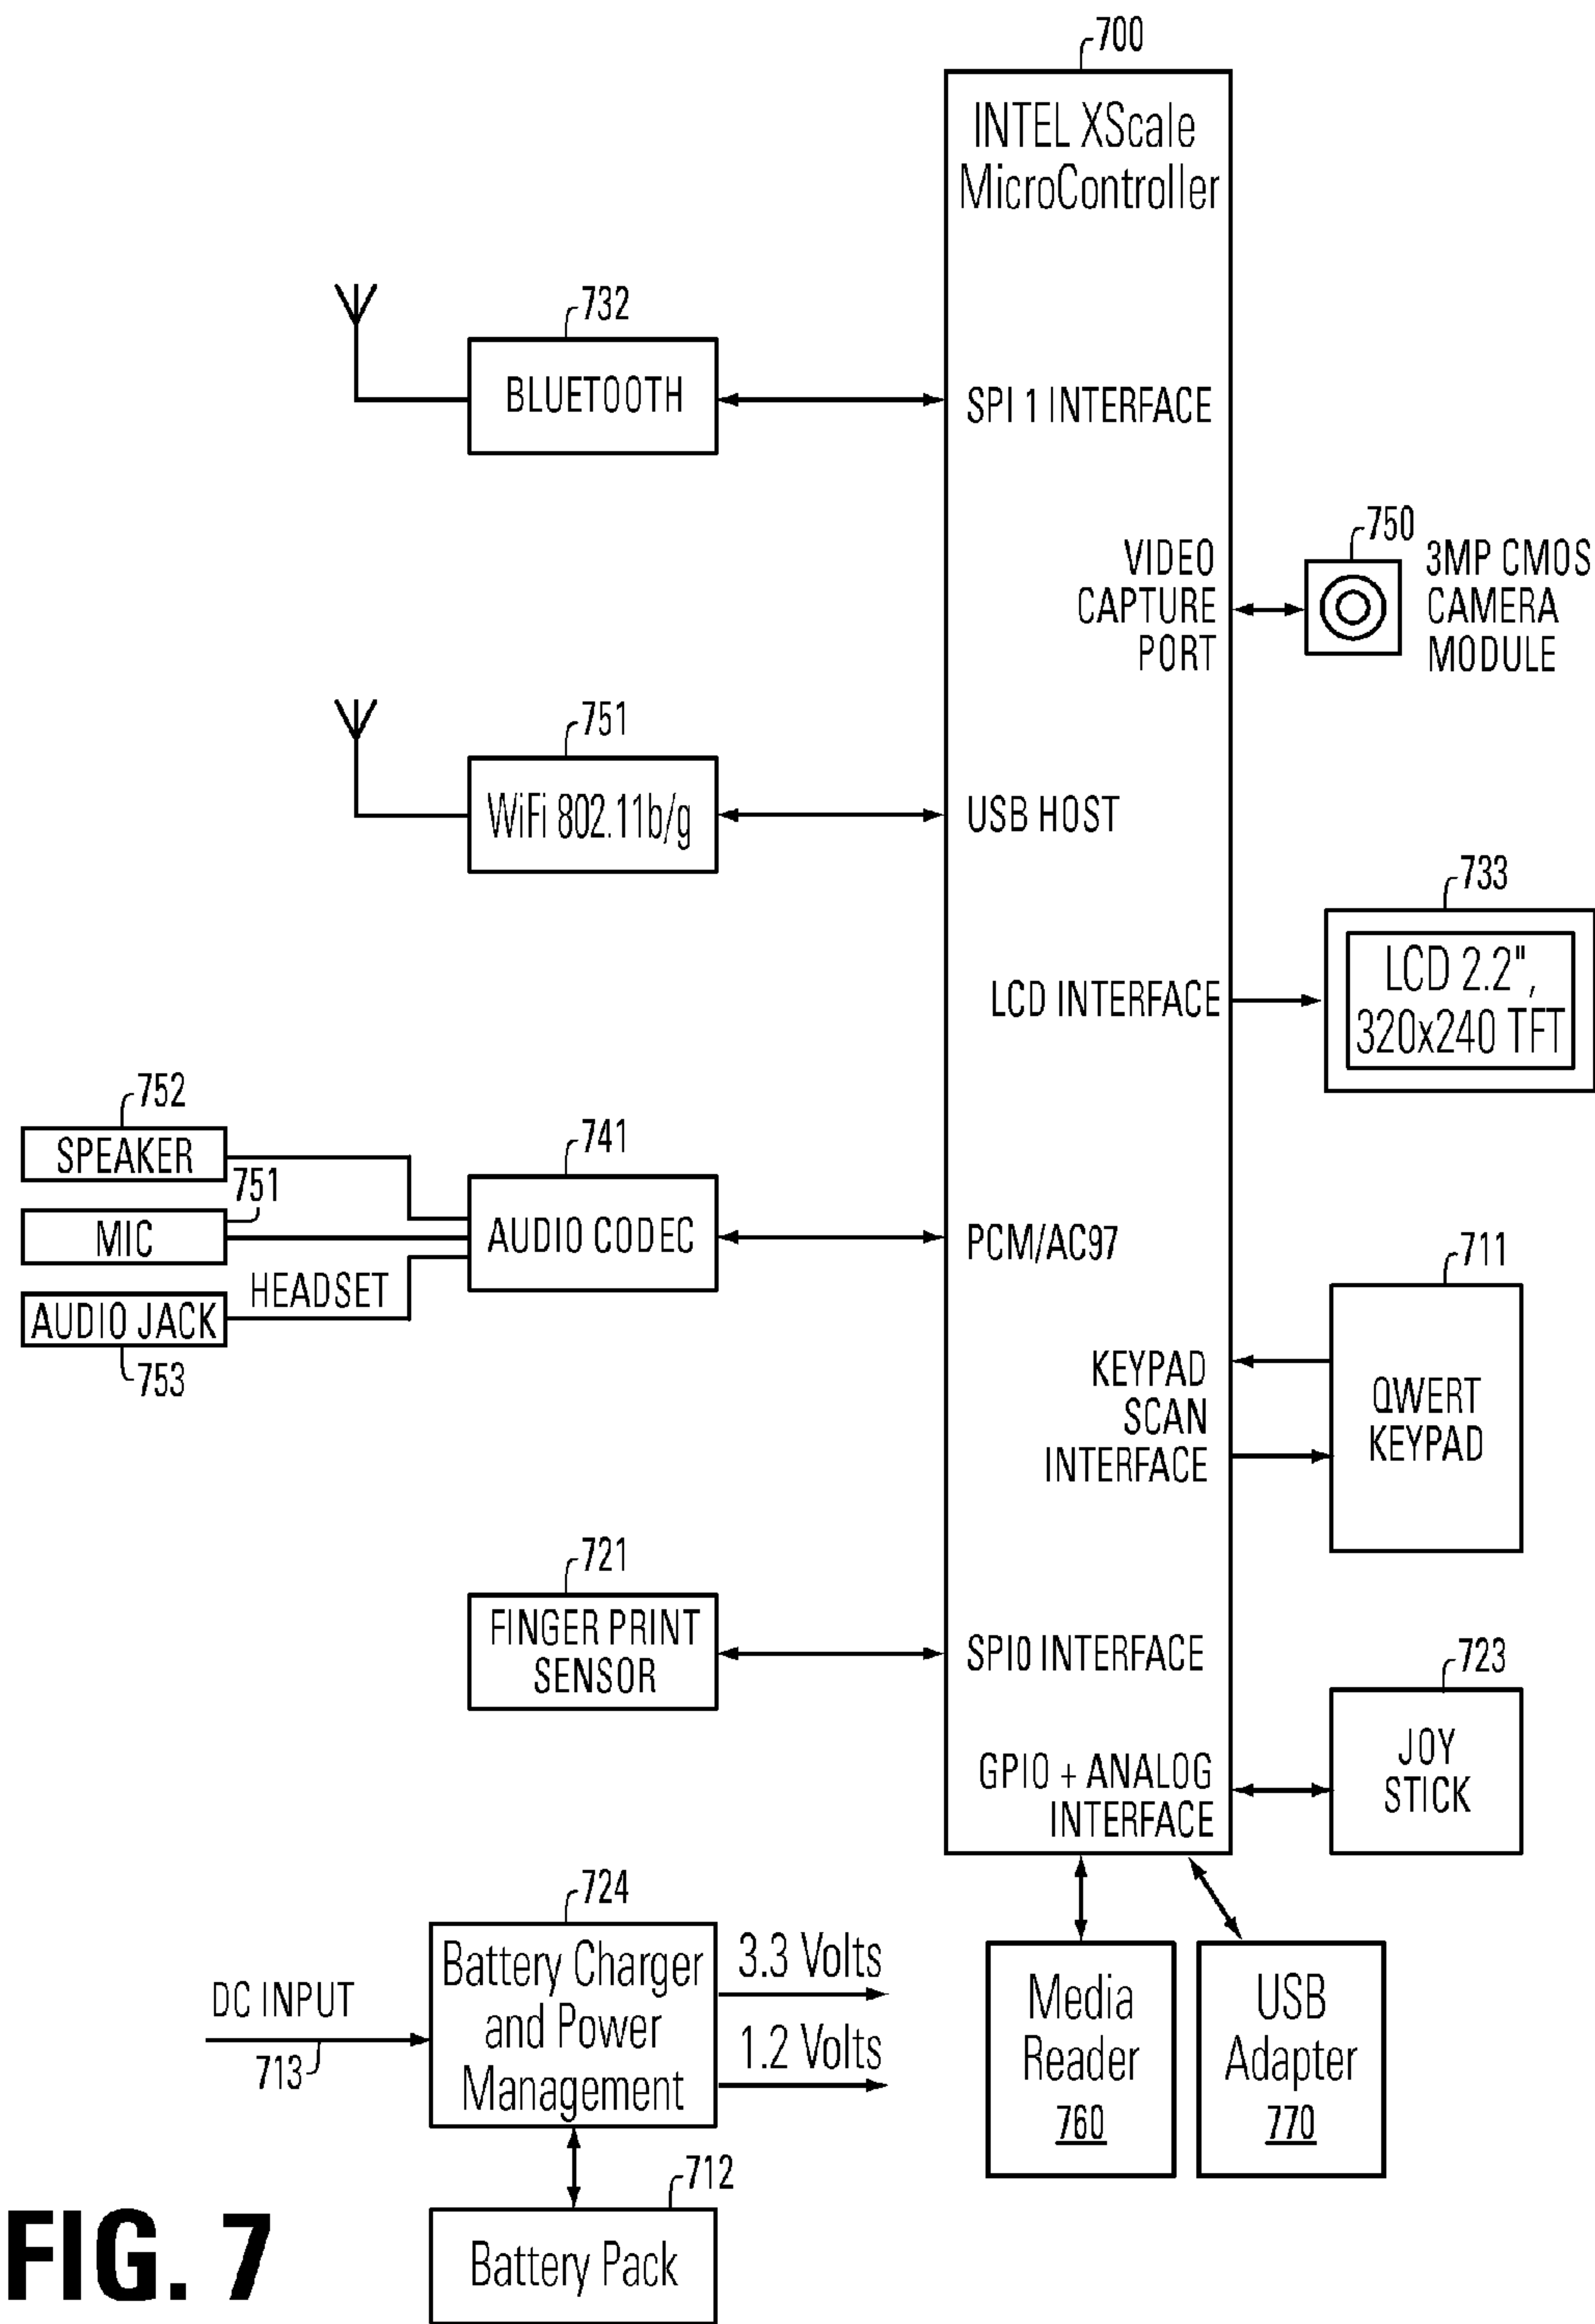 700
INTEL XScale
MicroController
732
BLUETOOTH
SPI 1 INTERFACE
750
VIDEO
CAPTURE
PORT
3MP CMOS
CAMERA
MODULE
751
WiFi 802.11b/g
USB HOST
733
LCD INTERFACE
LCD 2.2",
320x240 TFT
752
SPEAKER
751
MIC
HEADSET
AUDIO JACK
753
741
AUDIO CODEC
PCM/AC97
711
KEYPAD
SCAN
INTERFACE
QWERT
KEYPAD
721
FINGER PRINT
SENSOR
SPI0 INTERFACE
723
GPIO + ANALOG
INTERFACE
JOY
STICK
724
DC INPUT
713
Battery Charger
and Power
Management
3.3 Volts
1.2 Volts
Media
Reader
760
USB
Adapter
770
712
Battery Pack
FIG. 7